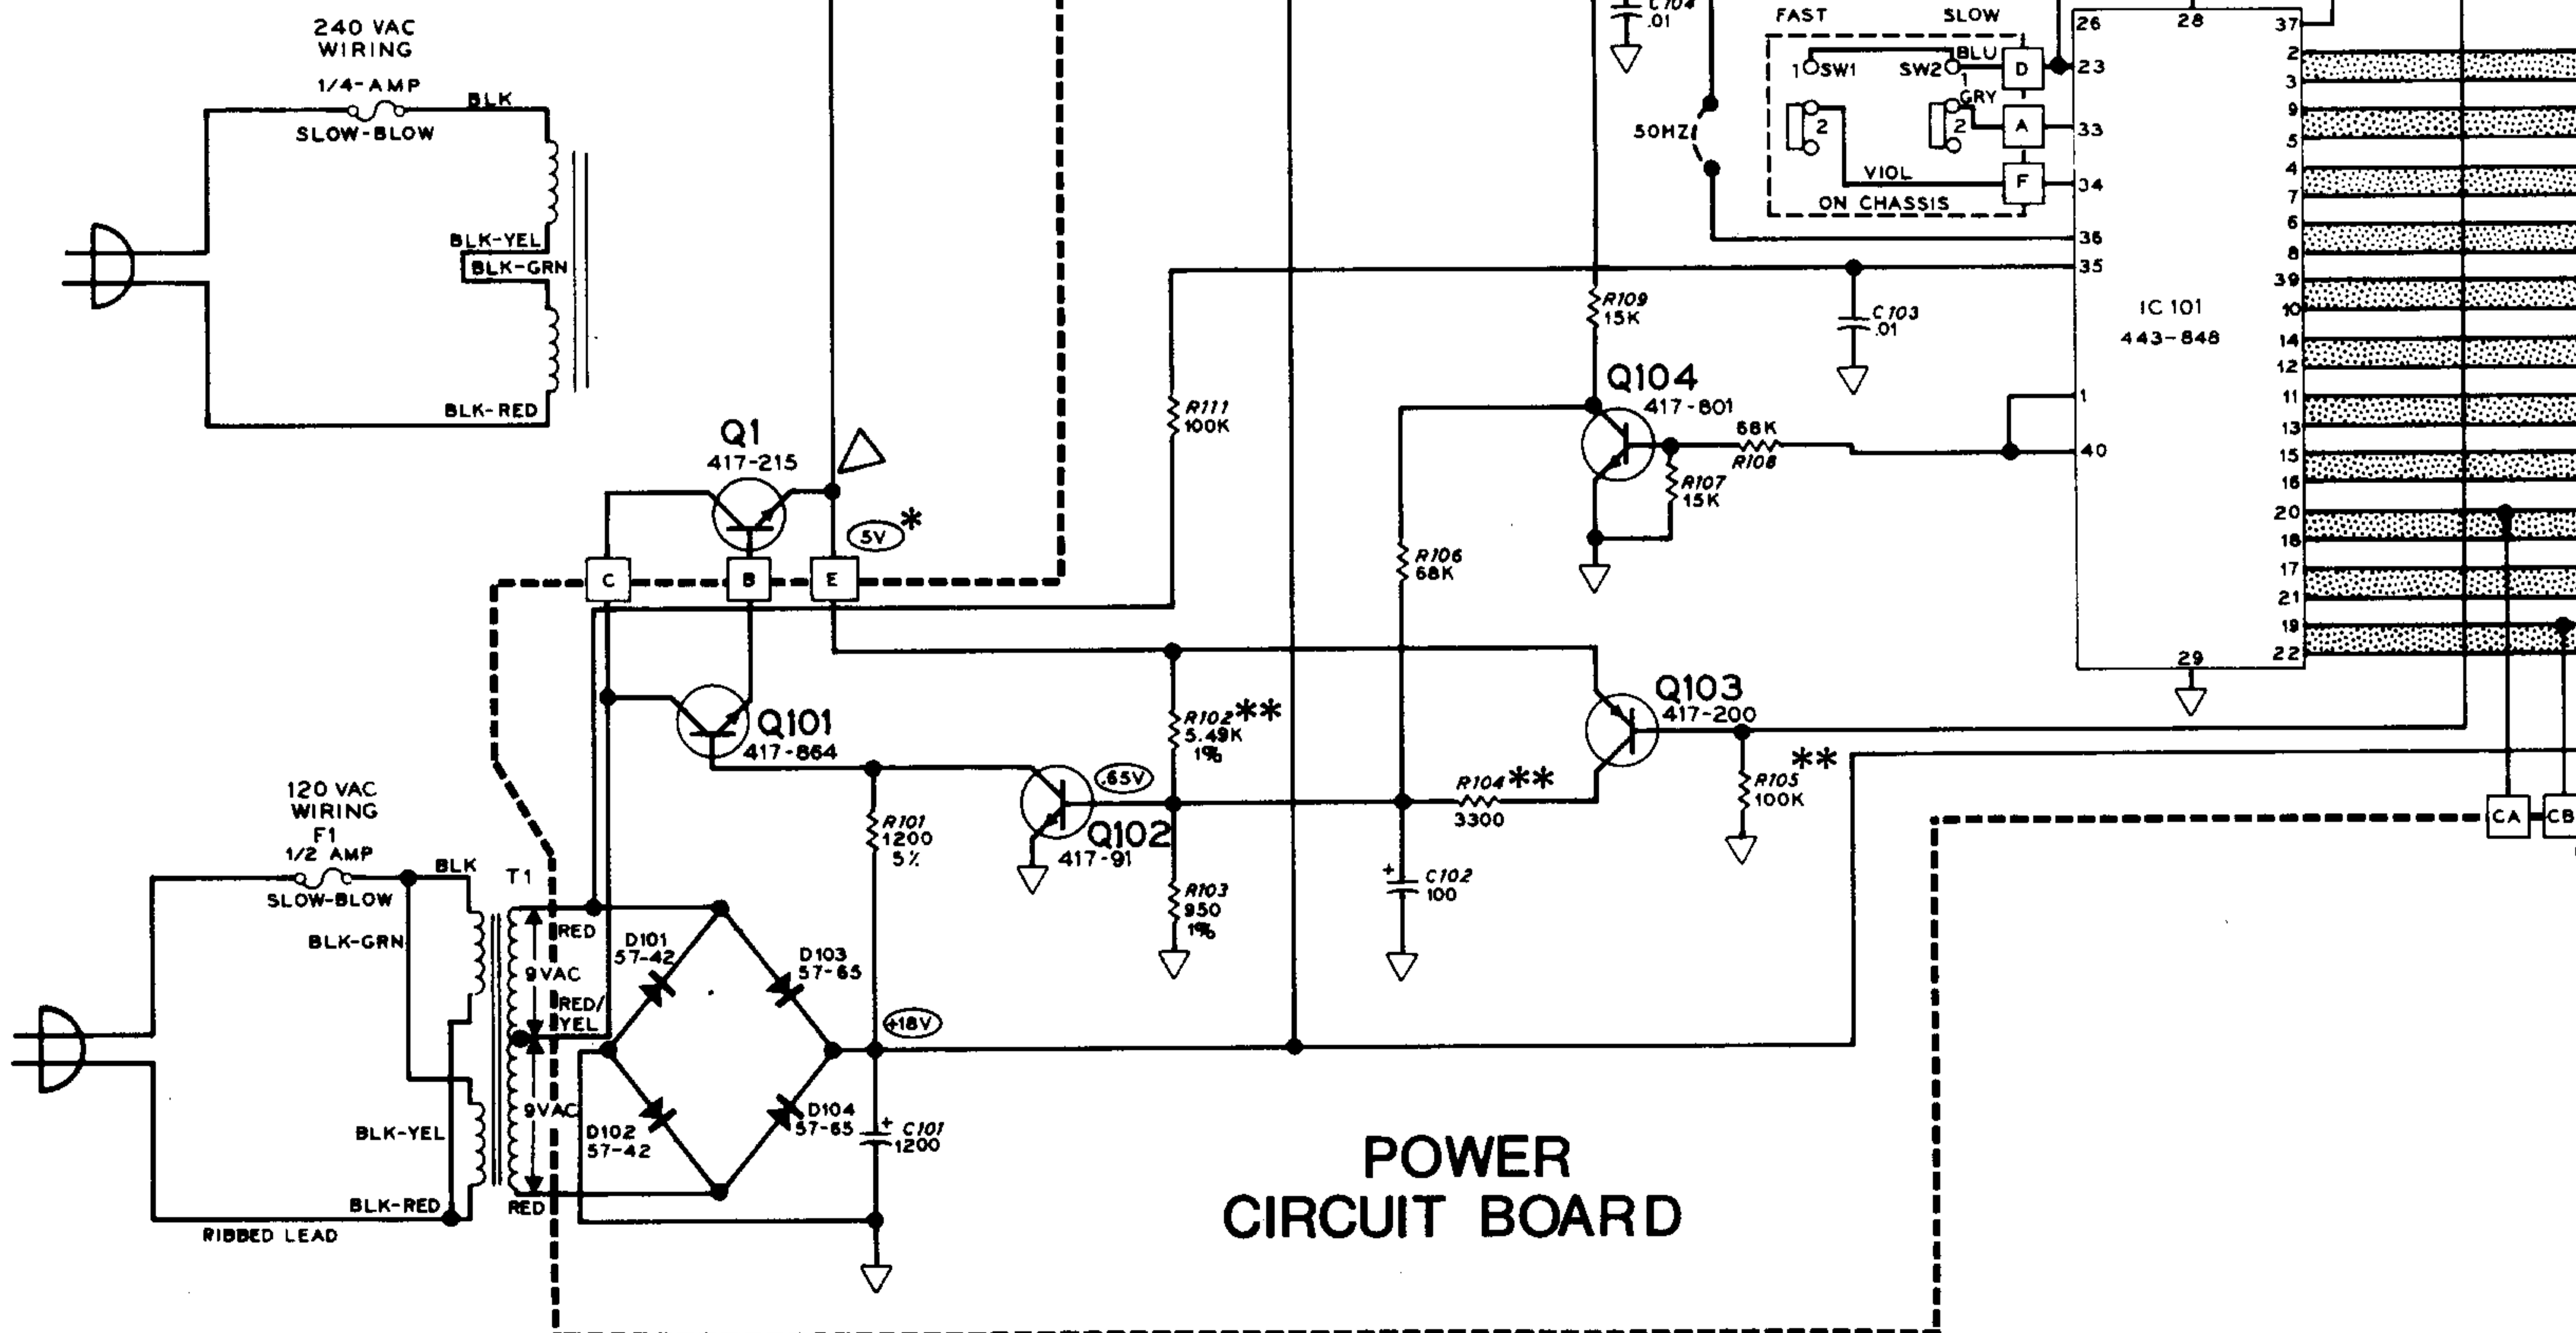 240 VAC
WIRING
1/4-AMP
SLOW-BLOW
BLK
BLK-YEL
BLK-GRN
BLK-RED
Q1
417-215
5V*
C
B
E
Q101
417-864
120 VAC
WIRING
F1
1/2 AMP
SLOW-BLOW
BLK
T1
BLK-GRN
BLK-YEL
BLK-RED
RIBBED LEAD
RED
9VAC
RED/
YEL
9VAC
RED
D101
57-42
D103
57-65
D102
57-42
D104
57-65
+18V
+
C101
1200
R101
1200
5%
.65V
Q102
417-91
R102**
5.49K
1%
R103
950
1%
R111
100K
R106
68K
R104**
3300
+
C102
100
Q103
417-200
**
R105
100K
Q104
417-801
R109
15K
68K
R108
R107
15K
C103
.01
C104
.01
50HZ
FAST
SLOW
1
SW1
SW2
1
BLU
D
GRY
2
2
A
VIOL
F
ON CHASSIS
26
28
37
23
33
34
36
35
1
40
29
IC 101
443-848
2
3
9
5
4
7
6
8
39
10
14
12
11
13
15
16
20
18
17
21
19
22
CA
CB
POWER
CIRCUIT BOARD